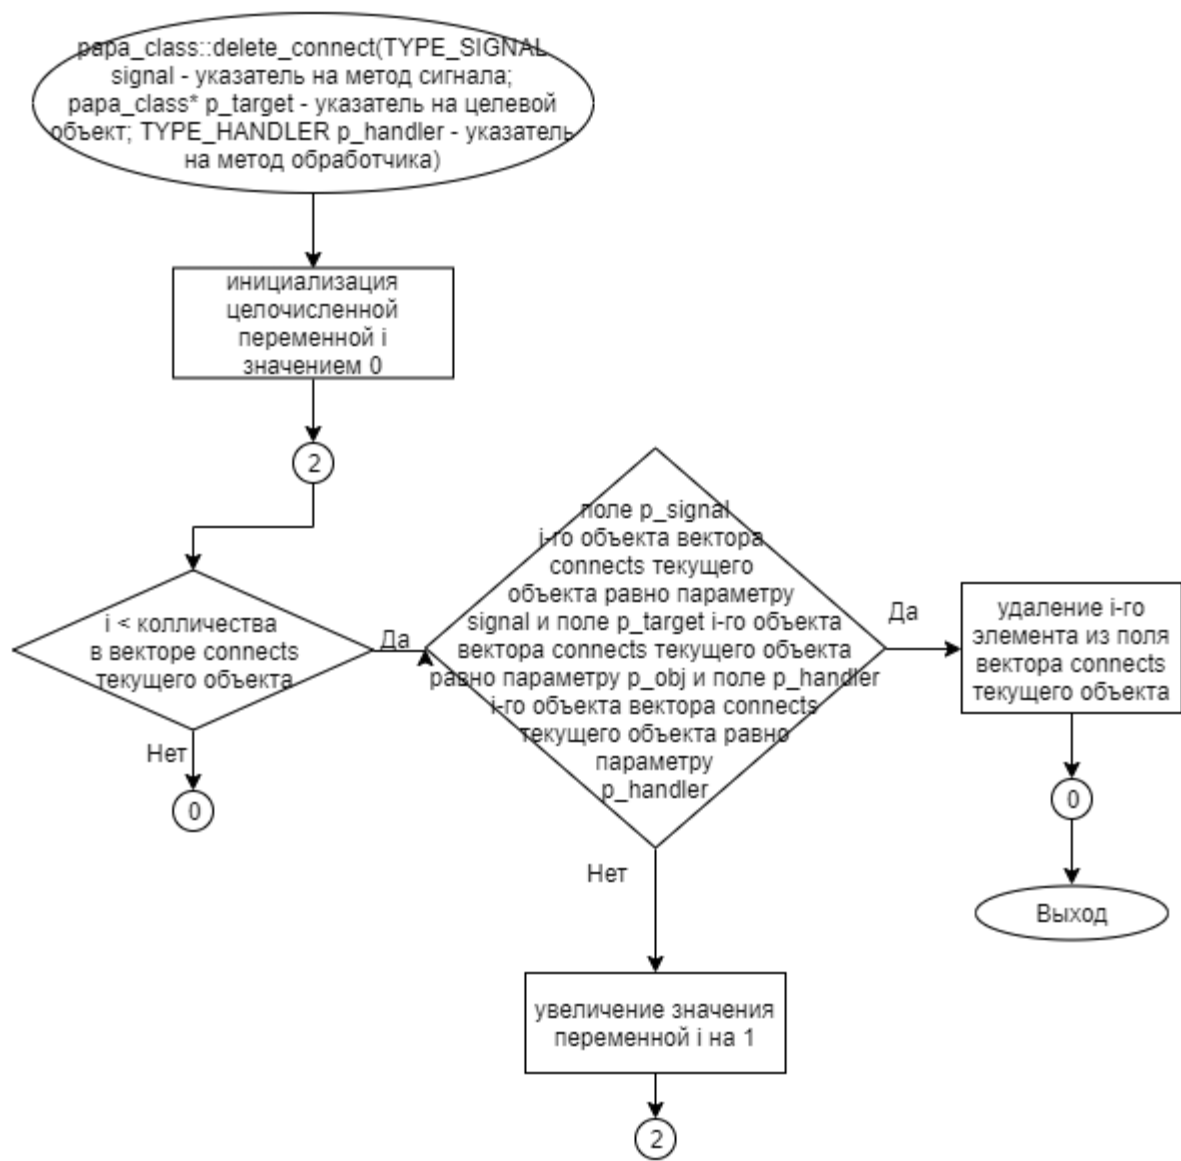 papa_class::delete_connect(TYPE_SIGNAL
signal - указатель на метод сигнала;
papa_class* p_target - указатель на целевой
объект; TYPE_HANDLER p_handler - указатель
на метод обработчика)
инициализация
целочисленной
переменной i
значением 0
2
i < колличества
в векторе connects
текущего объекта
Да
Нет
0
поле p_signal
i-го объекта вектора
connects текущего
объекта равно параметру
signal и поле p_target i-го объекта
вектора connects текущего объекта
равно параметру p_obj и поле p_handler
i-го объекта вектора connects
текущего объекта равно
параметру
p_handler
Да
удаление i-го
элемента из поля
вектора connects
текущего объекта
0
Выход
Нет
увеличение значения
переменной i на 1
2